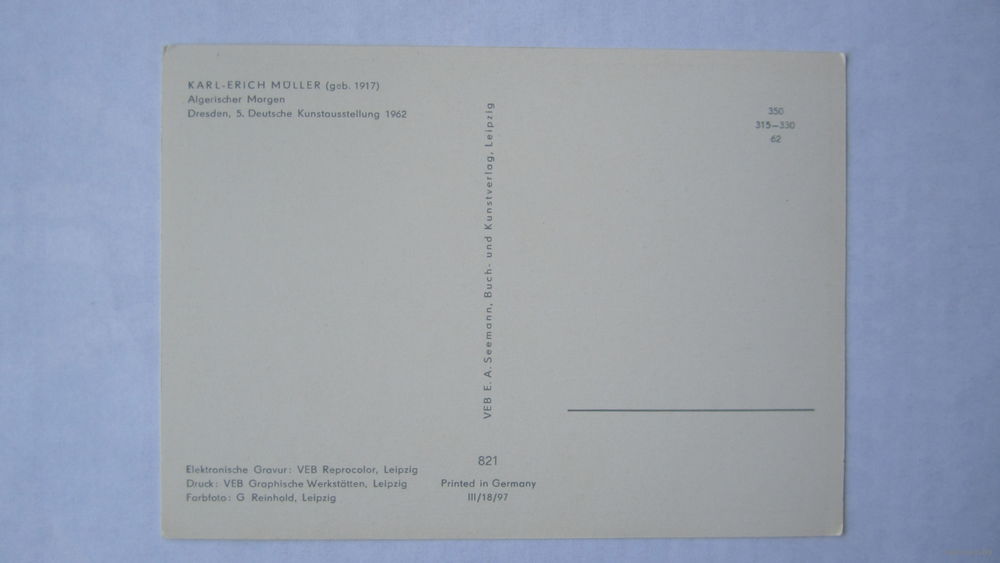 KARL-ERICH MÜLLER (geb. 1917)
Algerischer Morgen
Dresden, 5. Deutsche Kunstausstellung 1962
350
315–330
62
VEB E. A. Seemann, Buch- und Kunstverlag, Leipzig
Elektronische Gravur: VEB Reprocolor, Leipzig
Druck: VEB Graphische Werkstätten, Leipzig
Farbfoto: G Reinhold, Leipzig
821
Printed in Germany
III/18/97